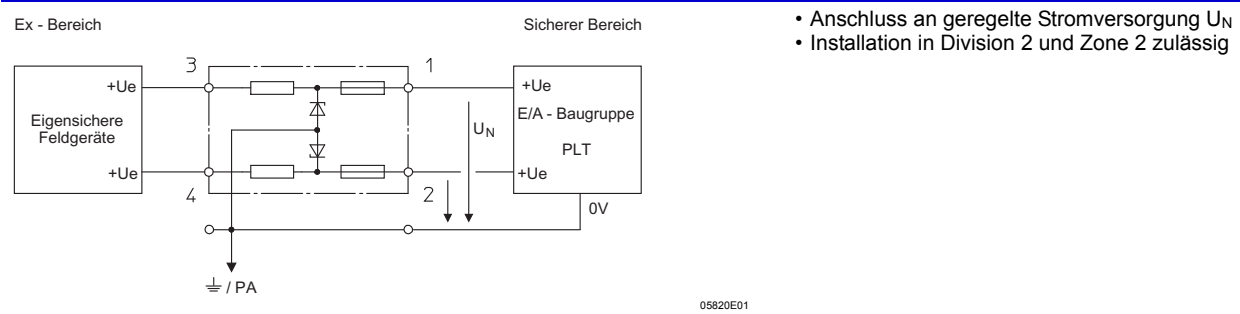 Ex - Bereich
Sicherer Bereich
• Anschluss an geregelte Stromversorgung UN
• Installation in Division 2 und Zone 2 zulässig
3
1
+Ue
+Ue
Eigensichere
Feldgeräte
E/A - Baugruppe
UN
PLT
+Ue
+Ue
4
2
0V
/ PA
05820E01